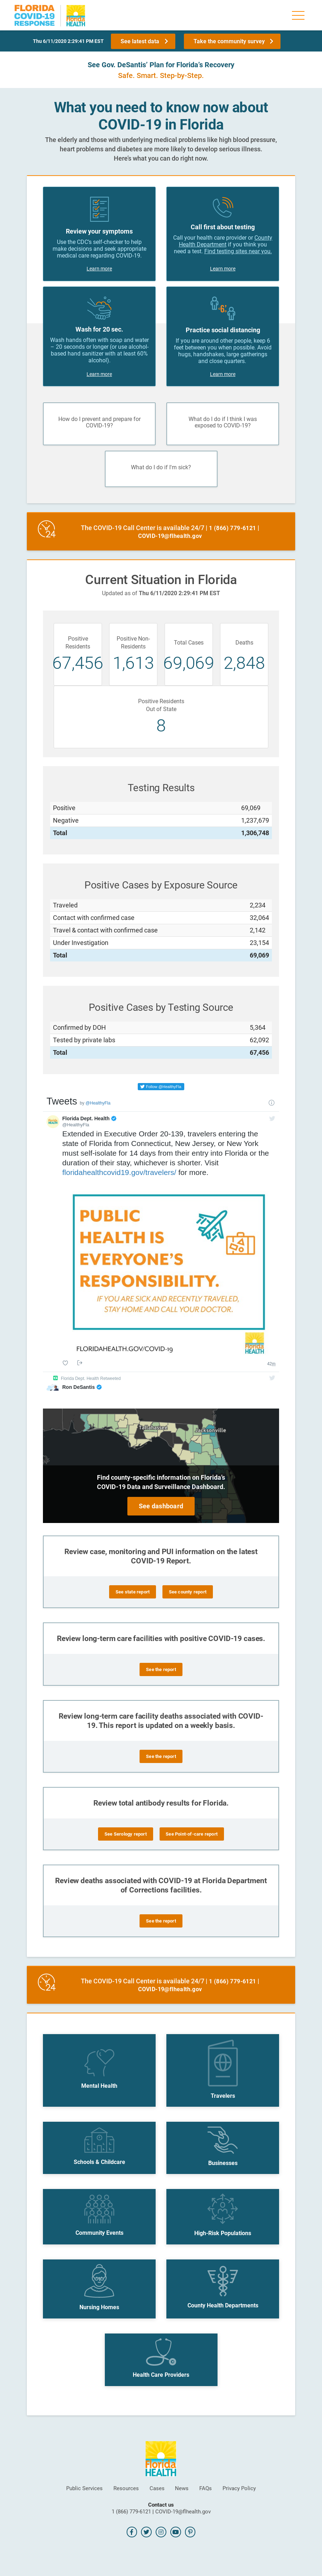 FLORIDA
COVID-19
RESPONSE
FLORIDA
HEALTH
Thu 6/11/2020 2:29:41 PM EST
See latest data
Take the community survey
See Gov. DeSantis' Plan for Florida's Recovery
Safe. Smart. Step-by-Step.
What you need to know now about
COVID-19 in Florida
The elderly and those with underlying medical problems like high blood pressure,
heart problems and diabetes are more likely to develop serious illness.
Here's what you can do right now.
Review your symptoms
Use the CDC's self-checker to help
make decisions and seek appropriate
medical care regarding COVID-19.
Learn more
Call first about testing
Call your health care provider or County
Health Department if you think you
need a test. Find testing sites near you.
Learn more
Wash for 20 sec.
Wash hands often with soap and water
– 20 seconds or longer (or use alcohol-
based hand sanitizer with at least 60%
alcohol).
Learn more
6'
Practice social distancing
If you are around other people, keep 6
feet between you when possible. Avoid
hugs, handshakes, large gatherings
and close quarters.
Learn more
How do I prevent and prepare for
COVID-19?
What do I do if I think I was
exposed to COVID-19?
What do I do if I'm sick?
24
The COVID-19 Call Center is available 24/7 | 1 (866) 779-6121 |
COVID-19@flhealth.gov
Current Situation in Florida
Updated as of Thu 6/11/2020 2:29:41 PM EST
Positive
Residents
67,456
Positive Non-
Residents
1,613
Total Cases
69,069
Deaths
2,848
Positive Residents
Out of State
8
Testing Results
Positive 69,069
Negative 1,237,679
Total 1,306,748
Positive Cases by Exposure Source
Traveled 2,234
Contact with confirmed case 32,064
Travel & contact with confirmed case 2,142
Under Investigation 23,154
Total 69,069
Positive Cases by Testing Source
Confirmed by DOH 5,364
Tested by private labs 62,092
Total 67,456
Follow @HealthyFla
Tweets by @HealthyFla
Florida Dept. Health
@HealthyFla
Extended in Executive Order 20-139, travelers entering the
state of Florida from Connecticut, New Jersey, or New York
must self-isolate for 14 days from their entry into Florida or the
duration of their stay, whichever is shorter. Visit
floridahealthcovid19.gov/travelers/ for more.
PUBLIC
HEALTH IS
EVERYONE'S
RESPONSIBILITY.
IF YOU ARE SICK AND RECENTLY TRAVELED,
STAY HOME AND CALL YOUR DOCTOR.
FLORIDAHEALTH.GOV/COVID-19
FLORIDA
HEALTH
42m
Florida Dept. Health Retweeted
Ron DeSantis
Tallahassee
Jacksonville
Find county-specific information on Florida's
COVID-19 Data and Surveillance Dashboard.
See dashboard
Review case, monitoring and PUI information on the latest
COVID-19 Report.
See state report
See county report
Review long-term care facilities with positive COVID-19 cases.
See the report
Review long-term care facility deaths associated with COVID-
19. This report is updated on a weekly basis.
See the report
Review total antibody results for Florida.
See Serology report
See Point-of-care report
Review deaths associated with COVID-19 at Florida Department
of Corrections facilities.
See the report
24
The COVID-19 Call Center is available 24/7 | 1 (866) 779-6121 |
COVID-19@flhealth.gov
Mental Health
Travelers
Schools & Childcare
Businesses
Community Events
High-Risk Populations
Nursing Homes
County Health Departments
Health Care Providers
FLORIDA
HEALTH
Public Services Resources Cases News FAQs Privacy Policy
Contact us
1 (866) 779-6121 | COVID-19@flhealth.gov